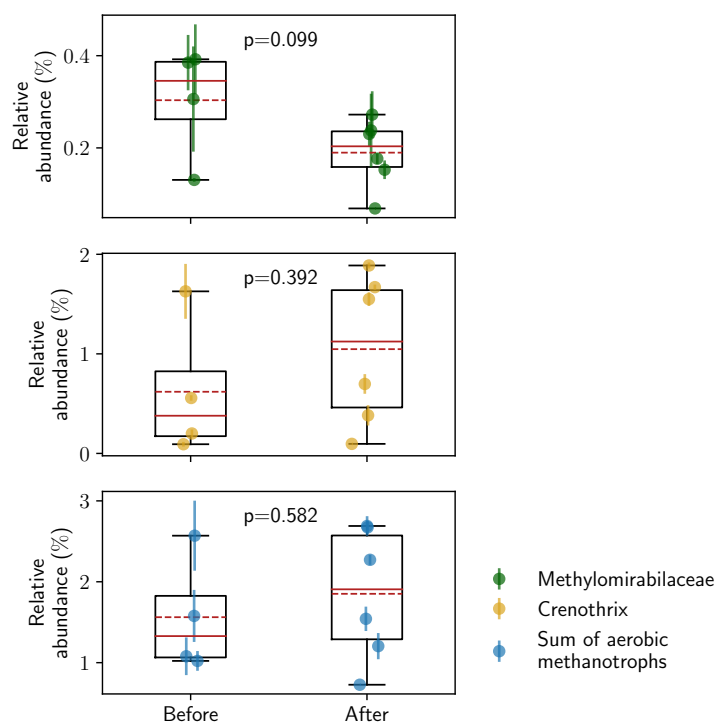 p=0.099
0.4
0.2
Relative
abundance (%)
p=0.392
2
1
0
Relative
abundance (%)
p=0.582
3
2
1
Relative
abundance (%)
Before
After
Methylomirabilaceae
Crenothrix
Sum of aerobic
methanotrophs